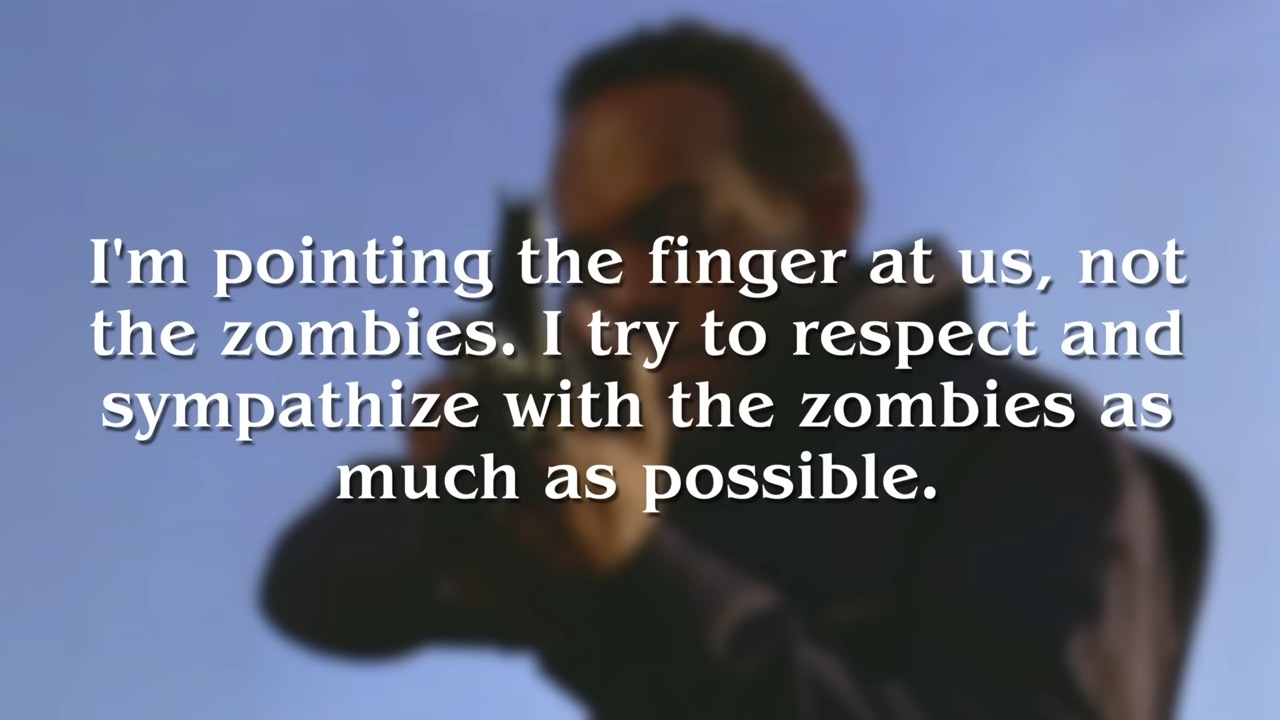 I'm pointing the finger at us, not
the zombies. I try to respect and
sympathize with the zombies as
much as possible.